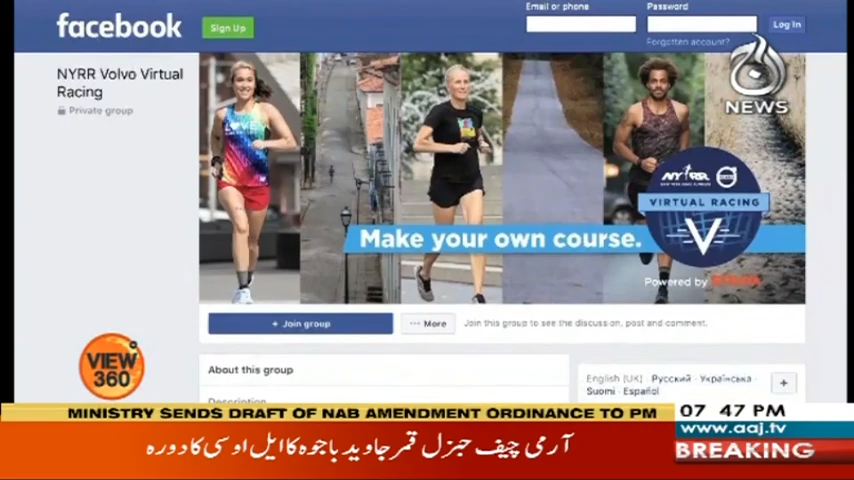 facebook
Sign Up
Email or phone
Password
Log In
Forgotten account?
NYRR Volvo Virtual
Racing
Private group
NEWS
LOVE
NYRR
VIRTUAL RACING
V
Make your own course.
Powered by STRAVA
+ Join group
··· More
Join this group to see the discussion, post and comment.
About this group
Description
English (UK) · Русский · Українська ·
Suomi · Español
+
VIEW
360
MINISTRY SENDS DRAFT OF NAB AMENDMENT ORDINANCE TO PM
07 47 PM
www.aaj.tv
آرمی چیف جنرل قمر جاوید باجوہ کا ایل او سی کا دورہ
BREAKING